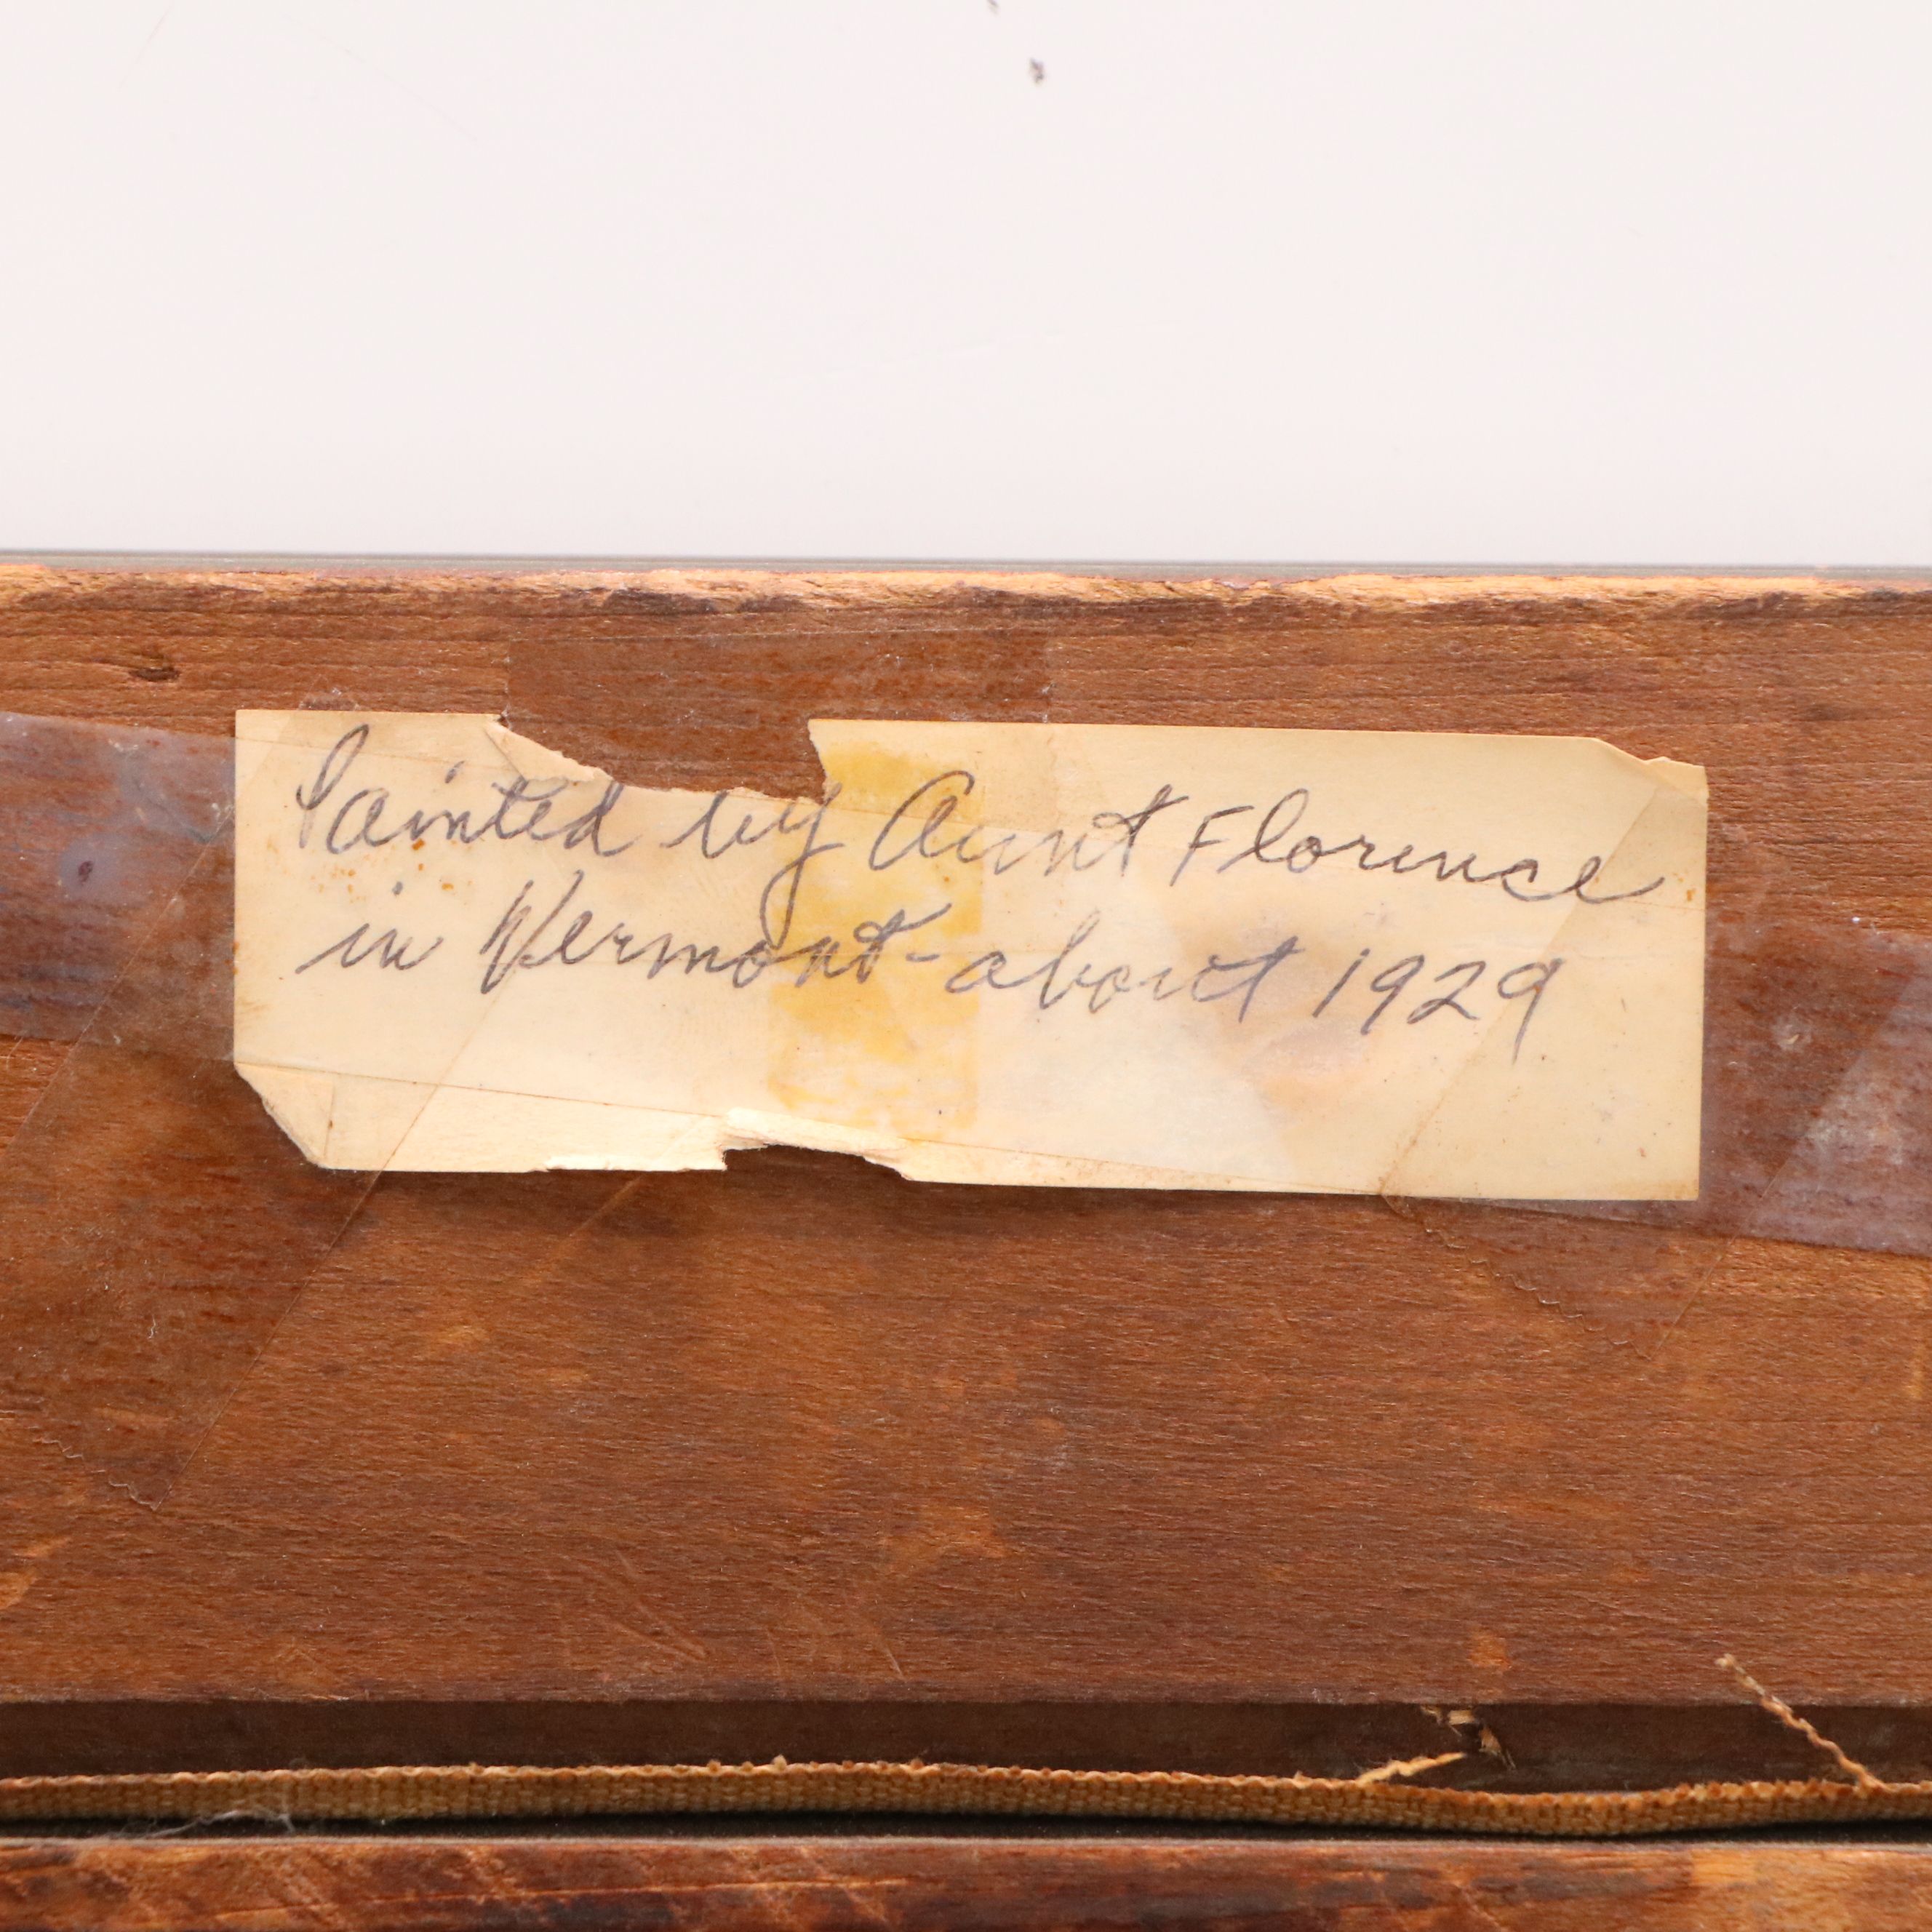 Painted by Aunt Florence
in Vermont - about 1929